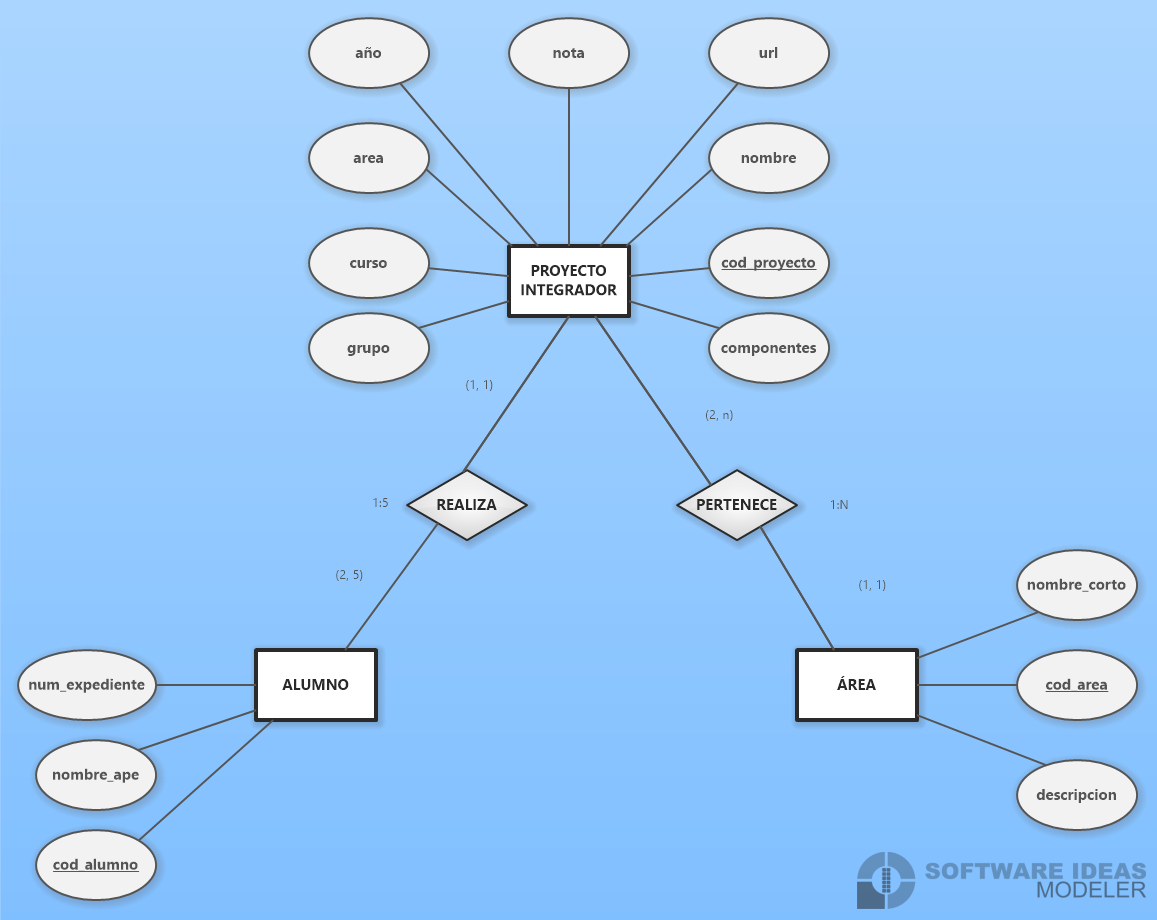 año
nota
url
area
nombre
curso
PROYECTO
INTEGRADOR
cod_proyecto
grupo
componentes
(1, 1)
(2, n)
1:5
REALIZA
PERTENECE
1:N
(2, 5)
(1, 1)
nombre_corto
num_expediente
ALUMNO
ÁREA
cod_area
nombre_ape
descripcion
cod_alumno
SOFTWARE IDEAS
MODELER